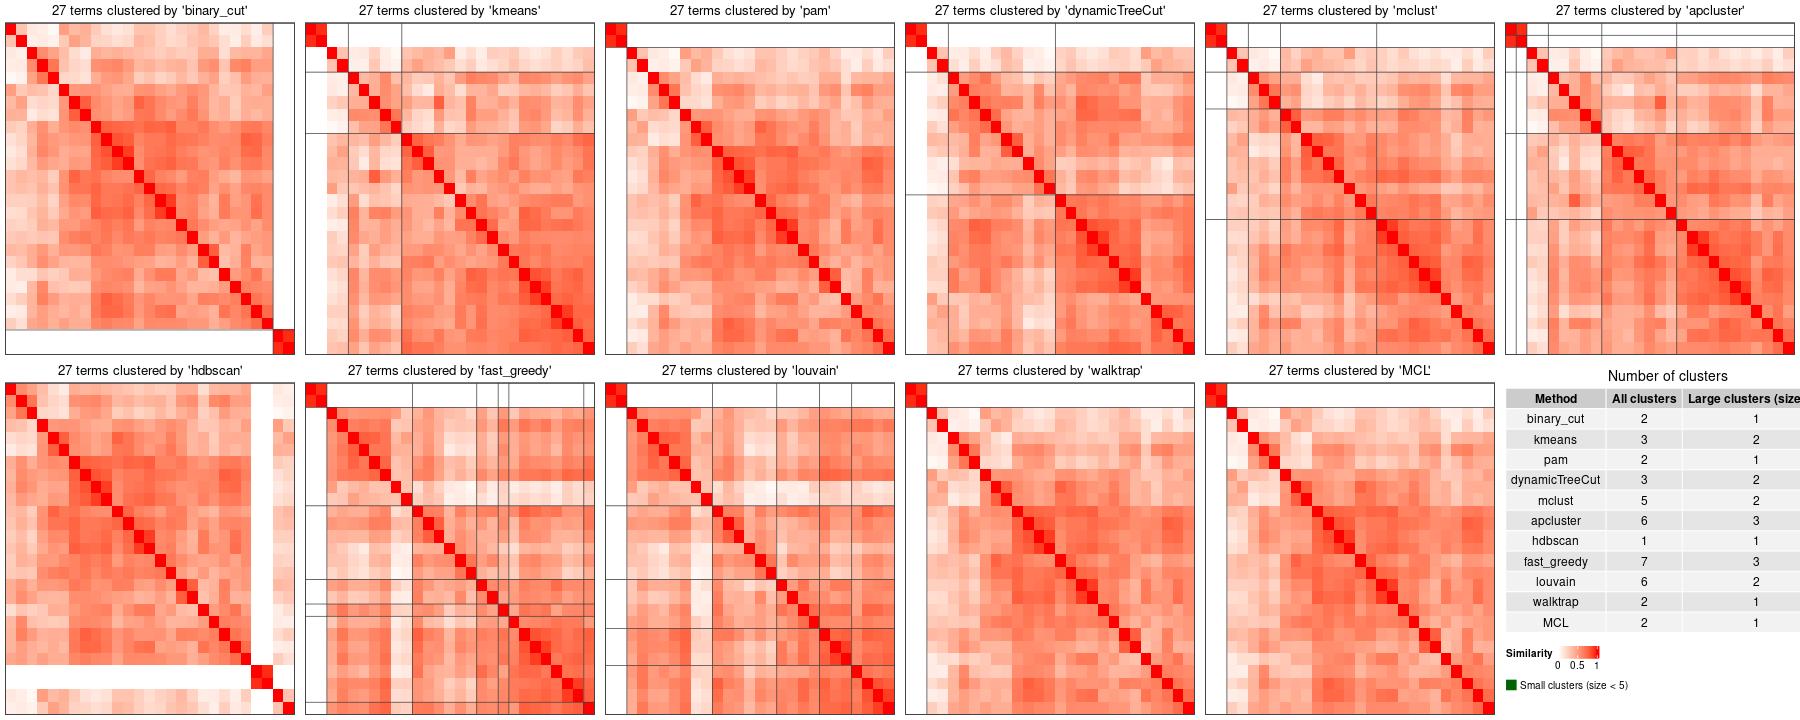 27 terms clustered by 'binary_cut'
27 terms clustered by 'kmeans'
27 terms clustered by 'pam'
27 terms clustered by 'dynamicTreeCut'
27 terms clustered by 'mclust'
27 terms clustered by 'apcluster'
27 terms clustered by 'hdbscan'
27 terms clustered by 'fast_greedy'
27 terms clustered by 'louvain'
27 terms clustered by 'walktrap'
27 terms clustered by 'MCL'
Number of clusters
Method All clusters Large clusters (size
binary_cut 2 1
kmeans 3 2
pam 2 1
dynamicTreeCut 3 2
mclust 5 2
apcluster 6 3
hdbscan 1 1
fast_greedy 7 3
louvain 6 2
walktrap 2 1
MCL 2 1
Similarity
0 0.5 1
Small clusters (size < 5)